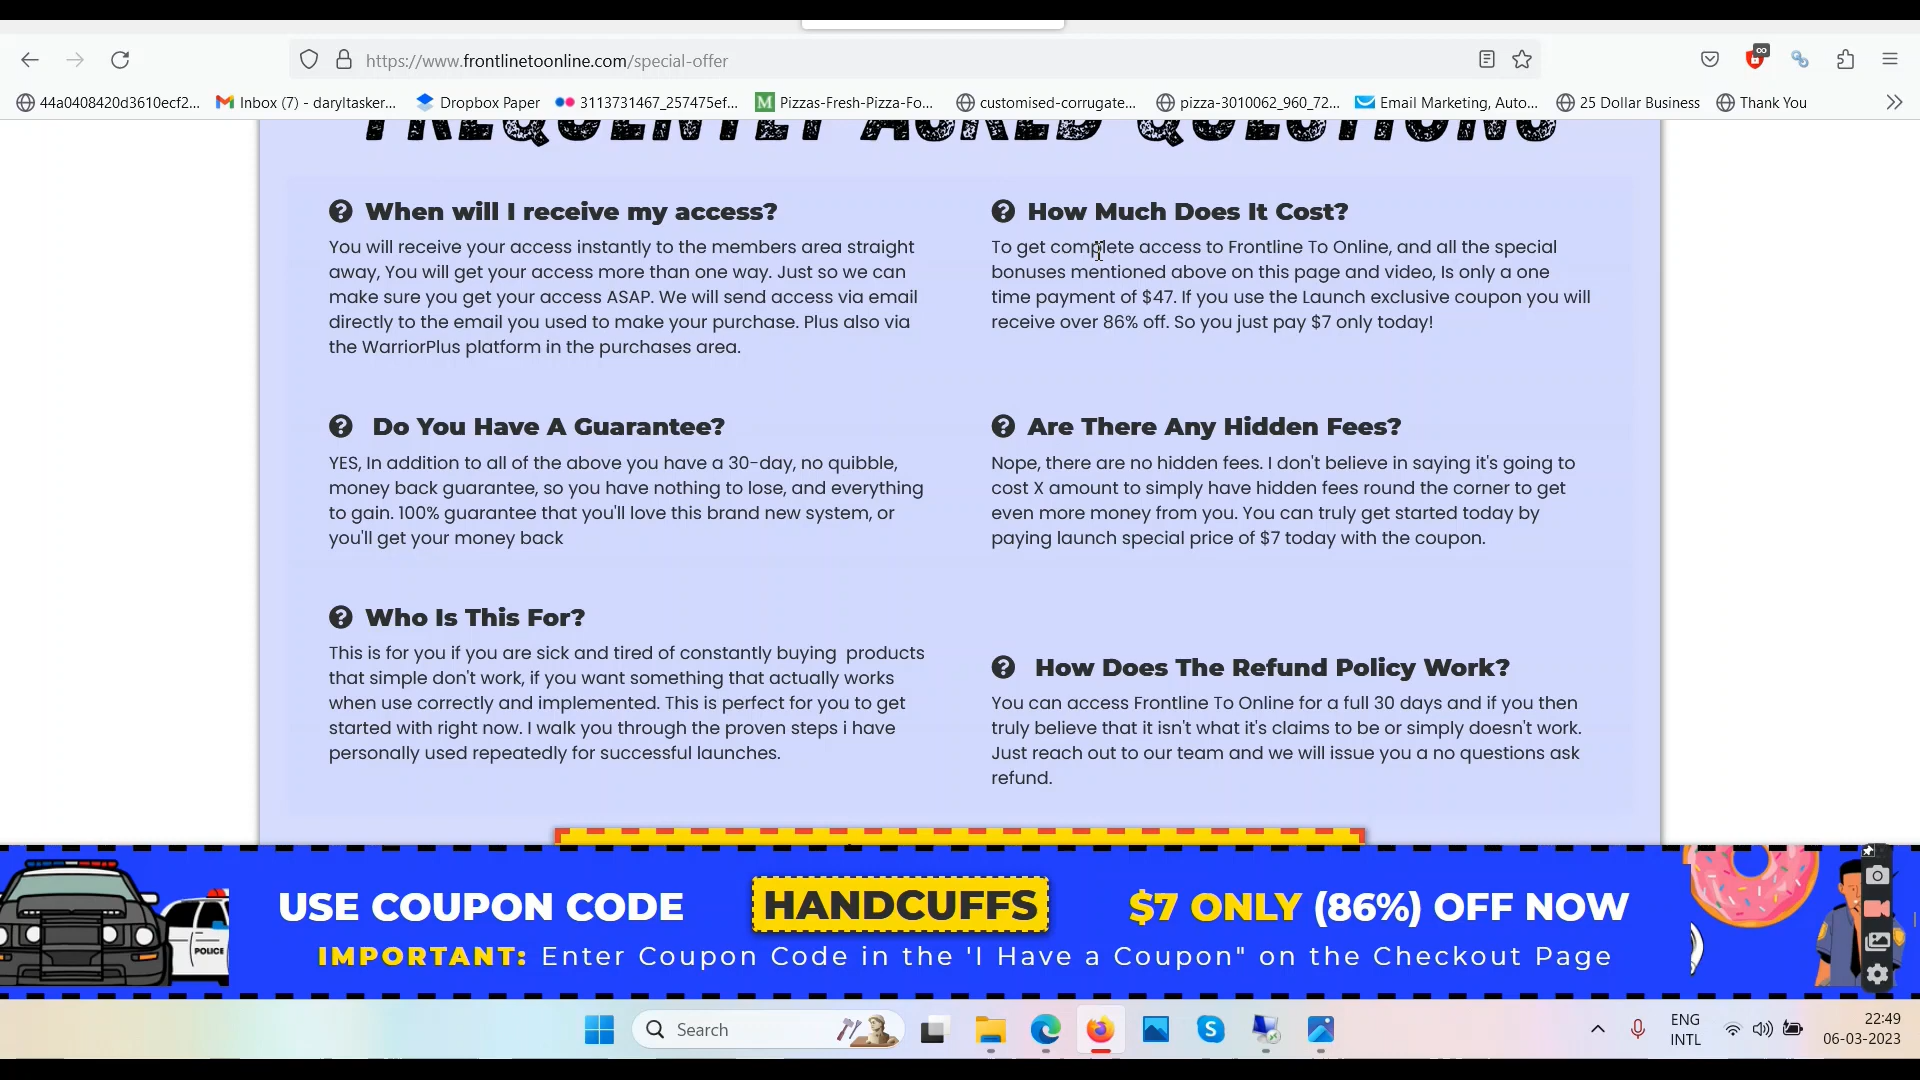 https://www.frontlinetoonline.com/special-offer
44a0408420d3610ecf2...
Inbox (7) - daryltasker...
Dropbox Paper
3113731467_257475ef...
Pizzas-Fresh-Pizza-Fo...
customised-corrugate...
pizza-3010062_960_72...
Email Marketing, Auto...
25 Dollar Business
Thank You
FREQUENTLY ASKED QUESTIONS
When will I receive my access?
You will receive your access instantly to the members area straight
away, You will get your access more than one way. Just so we can
make sure you get your access ASAP. We will send access via email
directly to the email you used to make your purchase. Plus also via
the WarriorPlus platform in the purchases area.
How Much Does It Cost?
To get complete access to Frontline To Online, and all the special
bonuses mentioned above on this page and video, Is only a one
time payment of $47. If you use the Launch exclusive coupon you will
receive over 86% off. So you just pay $7 only today!
Do You Have A Guarantee?
YES, In addition to all of the above you have a 30-day, no quibble,
money back guarantee, so you have nothing to lose, and everything
to gain. 100% guarantee that you'll love this brand new system, or
you'll get your money back
Are There Any Hidden Fees?
Nope, there are no hidden fees. I don't believe in saying it's going to
cost X amount to simply have hidden fees round the corner to get
even more money from you. You can truly get started today by
paying launch special price of $7 today with the coupon.
Who Is This For?
This is for you if you are sick and tired of constantly buying  products
that simple don't work, if you want something that actually works
when use correctly and implemented. This is perfect for you to get
started with right now. I walk you through the proven steps i have
personally used repeatedly for successful launches.
How Does The Refund Policy Work?
You can access Frontline To Online for a full 30 days and if you then
truly believe that it isn't what it's claims to be or simply doesn't work.
Just reach out to our team and we will issue you a no questions ask
refund.
USE COUPON CODE HANDCUFFS $7 ONLY (86%) OFF NOW
IMPORTANT: Enter Coupon Code in the 'I Have a Coupon" on the Checkout Page
POLICE
Search
ENG
INTL
22:49
06-03-2023